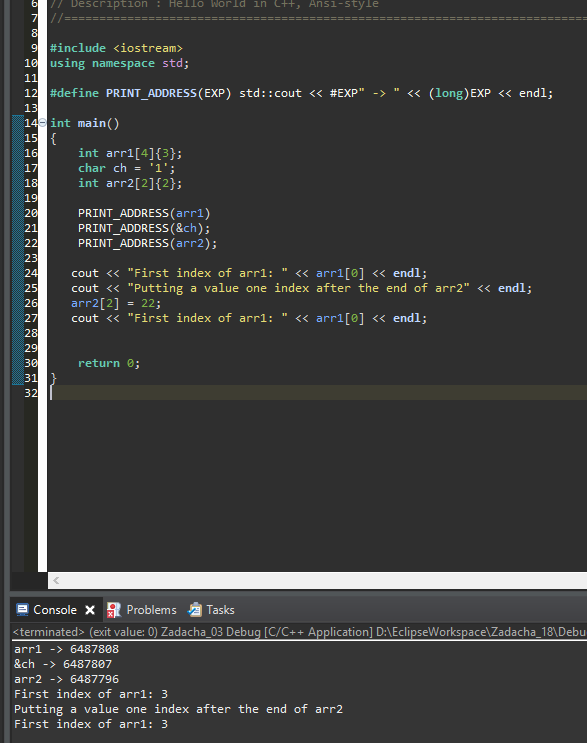 6 // Description : Hello World in C++, Ansi-style
7 //============================================================================
8
9 #include <iostream>
10 using namespace std;
11
12 #define PRINT_ADDRESS(EXP) std::cout << #EXP" -> " << (long)EXP << endl;
13
14 int main()
15 {
16 int arr1[4]{3};
17 char ch = '1';
18 int arr2[2]{2};
19
20 PRINT_ADDRESS(arr1)
21 PRINT_ADDRESS(&ch);
22 PRINT_ADDRESS(arr2);
23
24 cout << "First index of arr1: " << arr1[0] << endl;
25 cout << "Putting a value one index after the end of arr2" << endl;
26 arr2[2] = 22;
27 cout << "First index of arr1: " << arr1[0] << endl;
28
29
30 return 0;
31 }
32
Console Problems Tasks
<terminated> (exit value: 0) Zadacha_03 Debug [C/C++ Application] D:\EclipseWorkspace\Zadacha_18\Debu
arr1 -> 6487808
&ch -> 6487807
arr2 -> 6487796
First index of arr1: 3
Putting a value one index after the end of arr2
First index of arr1: 3